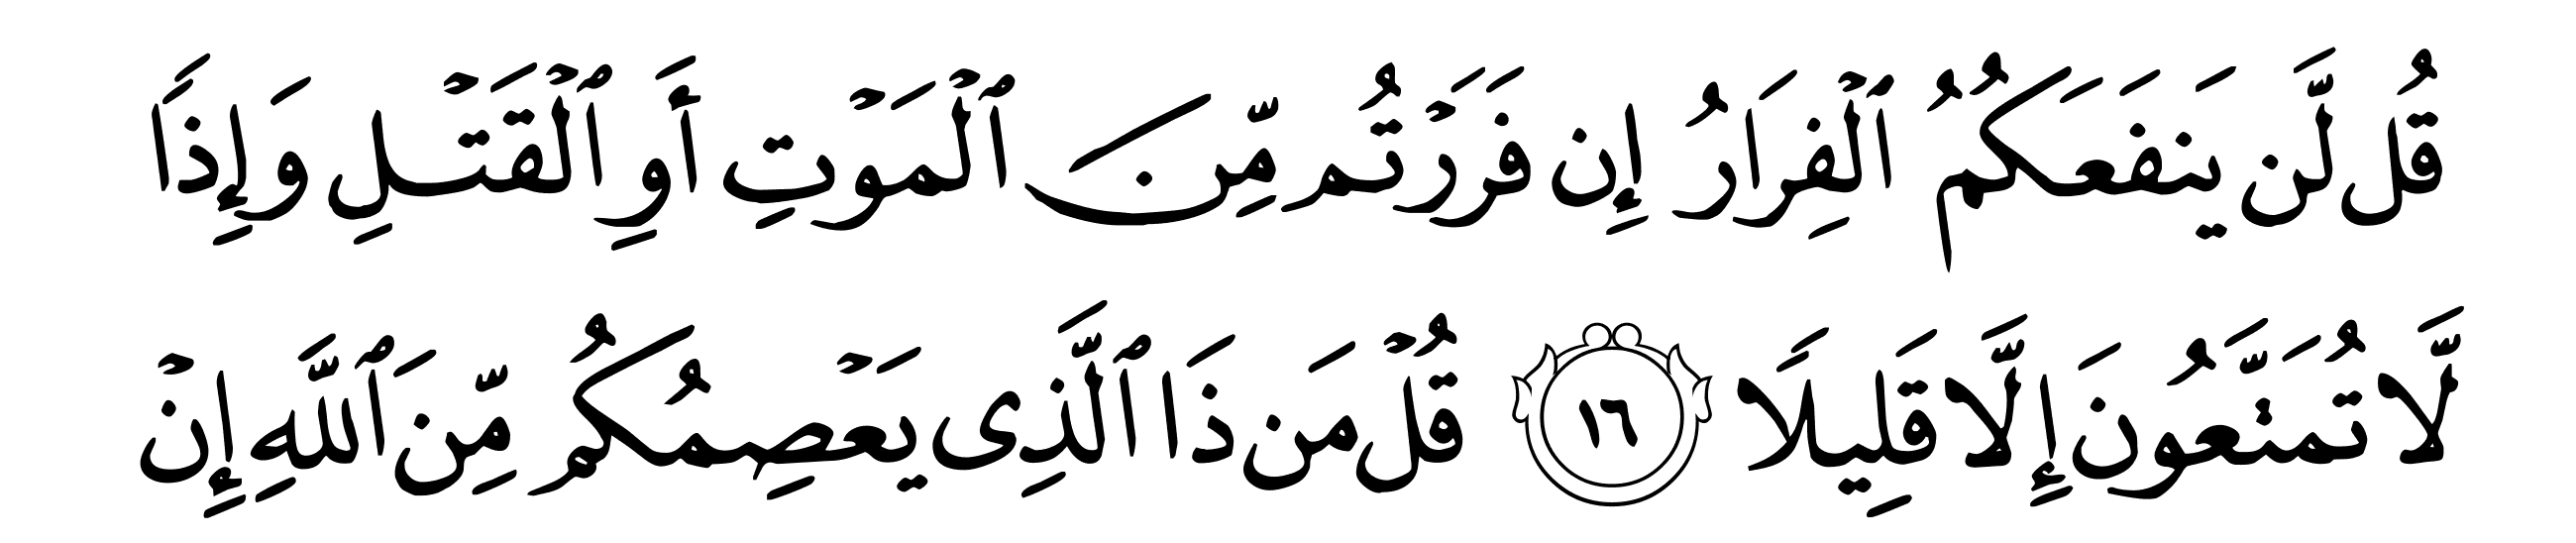 قُل لَّن يَنفَعَكُمُ ٱلۡفِرَارُ إِن فَرَرۡتُم مِّنَ ٱلۡمَوۡتِ أَوِ ٱلۡقَتۡلِ وَإِذًا
لَّا تُمَتَّعُونَ إِلَّا قَلِيلًا ١٦ قُلۡ مَن ذَا ٱلَّذِى يَعۡصِمُكُم مِّنَ ٱللَّهِ إِنۡ